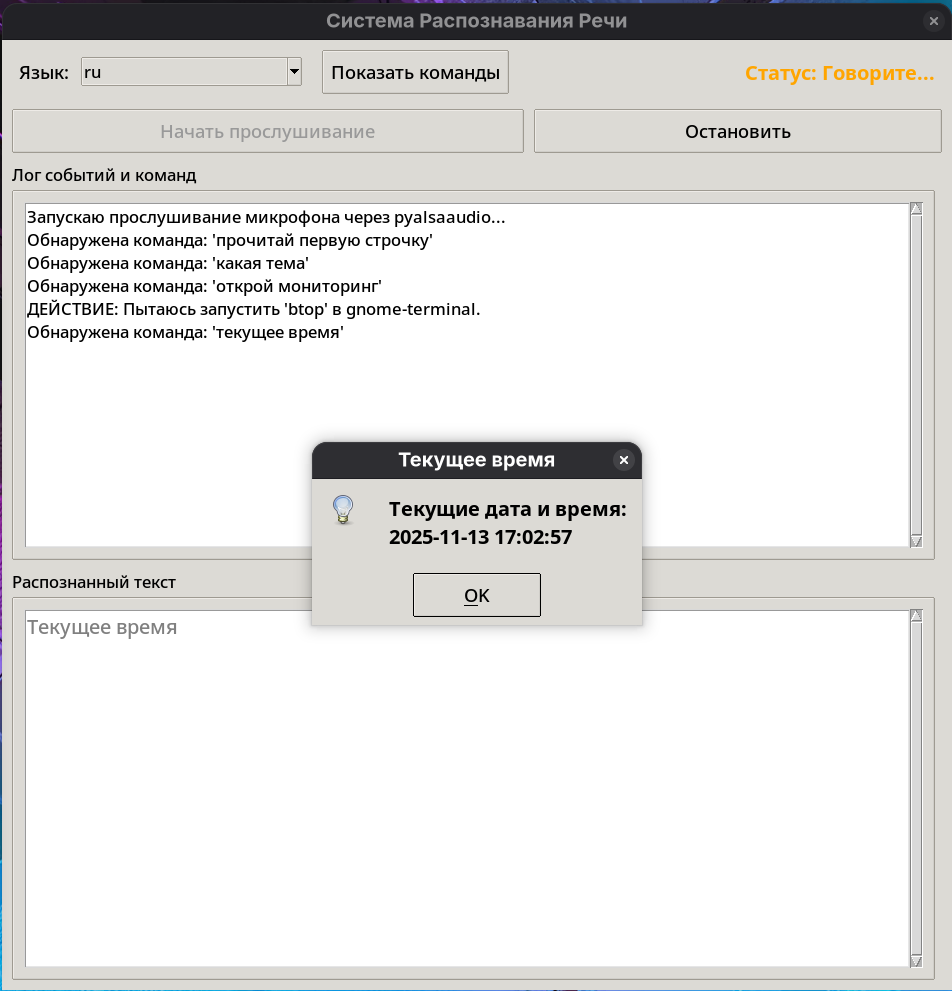 Система Распознавания Речи
Язык: ru Показать команды Статус: Говорите...
Начать прослушивание Остановить
Лог событий и команд
Запускаю прослушивание микрофона через pyalsaaudio...
Обнаружена команда: 'прочитай первую строчку'
Обнаружена команда: 'какая тема'
Обнаружена команда: 'открой мониторинг'
ДЕЙСТВИЕ: Пытаюсь запустить 'btop' в gnome-terminal.
Обнаружена команда: 'текущее время'
Текущее время
Текущие дата и время:
2025-11-13 17:02:57
OK
Распознанный текст
Текущее время